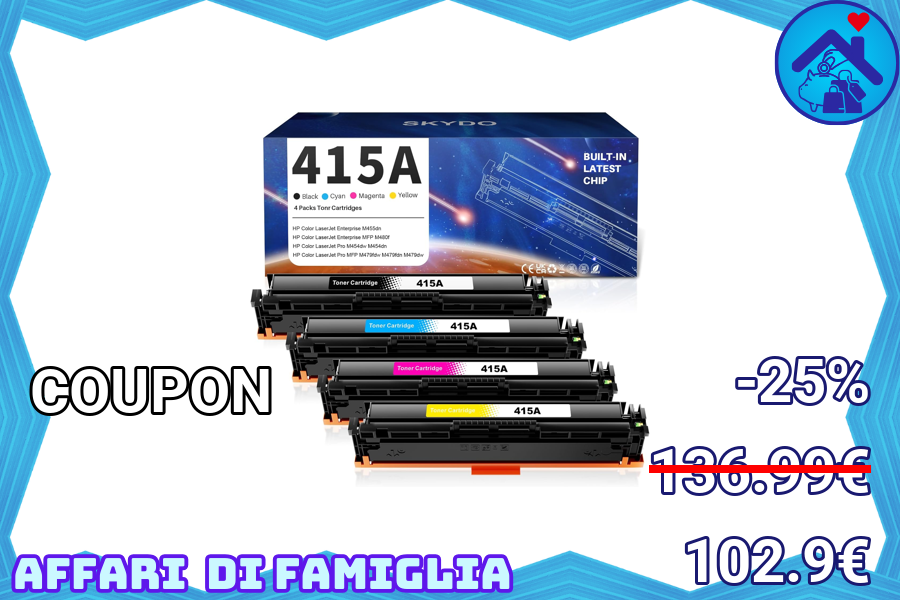 SKYDO
415A
BUILT-IN
LATEST
CHIP
Black Cyan Magenta Yellow
4 Packs Tonr Cartridges
HP Color LaserJet Enterprise M455dn
HP Color LaserJet Enterprise MFP M480f
HP Color LaserJet Pro M454dw M454dn
HP Color LaserJet Pro MFP M479fdw M479fdn M479dw
Toner Cartridge 415A
Toner Cartridge 415A
Toner Cartridge 415A
Toner Cartridge 415A
COUPON
-25%
136.99€
102.9€
AFFARI DI FAMIGLIA